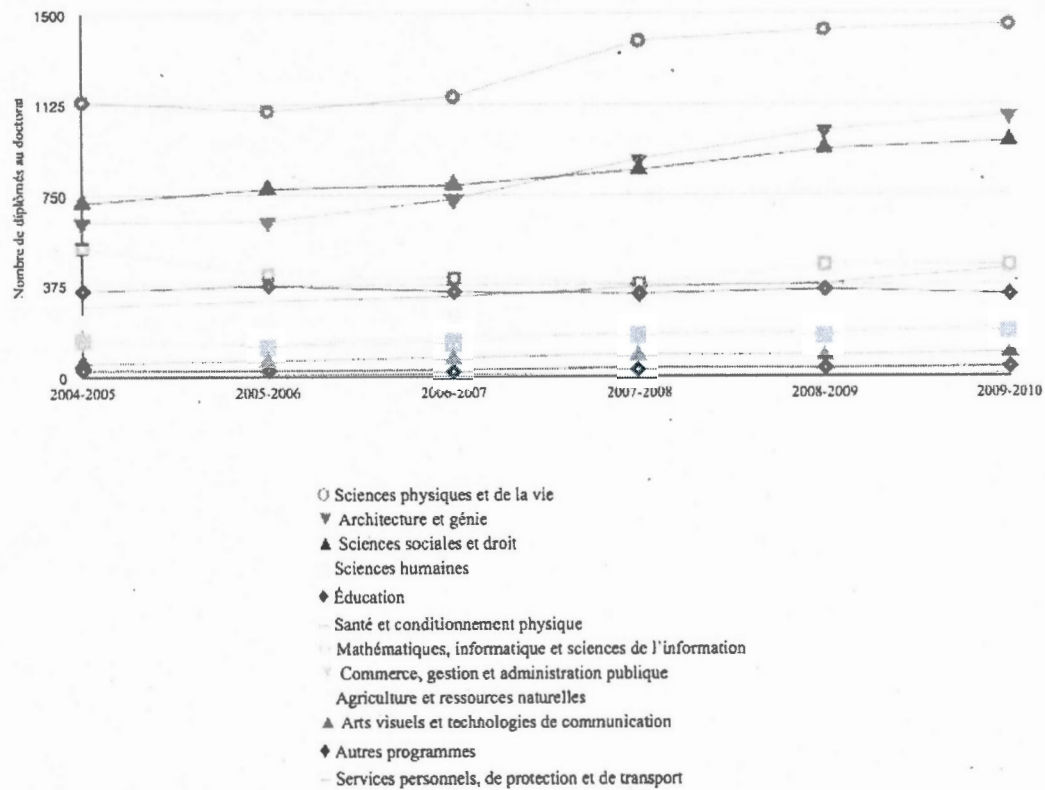 1500
1125
750
375
0
Nombre de diplômés au doctorat
2004-2005 2005-2006 2006-2007 2007-2008 2008-2009 2009-2010
Sciences physiques et de la vie
Architecture et génie
Sciences sociales et droit
Sciences humaines
Éducation
Santé et conditionnement physique
Mathématiques, informatique et sciences de l'information
Commerce, gestion et administration publique
Agriculture et ressources naturelles
Arts visuels et technologies de communication
Autres programmes
Services personnels, de protection et de transport